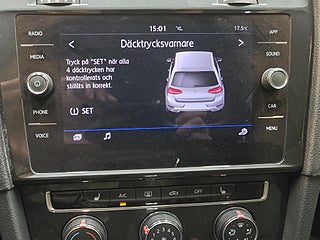 RADIO
MEDIA
PHONE
VOICE
15:01
17.5°C
< Däcktrycksvarnare >
Tryck på "SET" när alla
4 däcktrycken har
kontrollerats och
ställts in korrekt.
SET
APP
SOUND
CAR
MENU
A/C
OFF